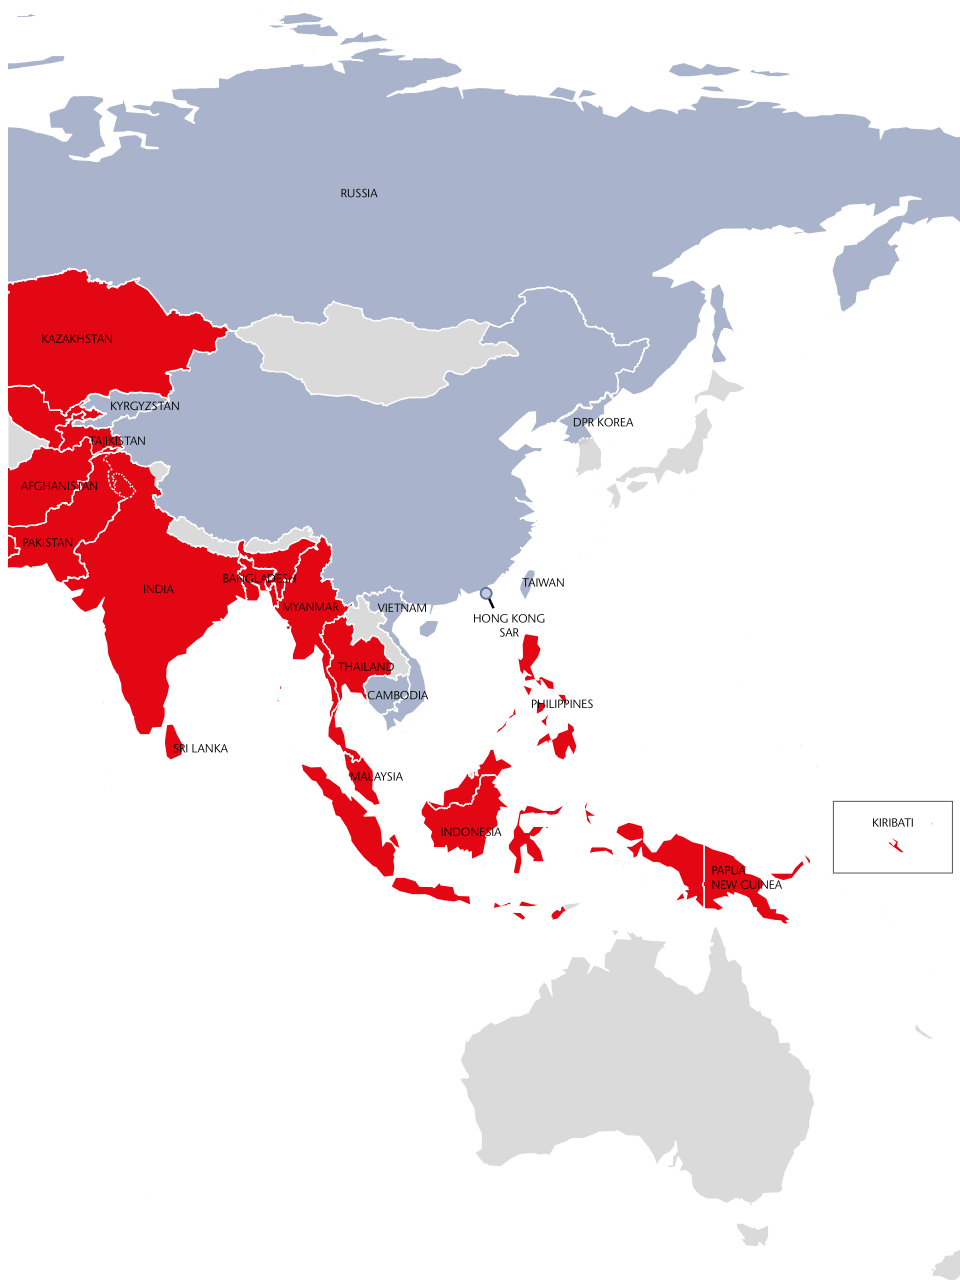 RUSSIA
KAZAKHSTAN
KYRGYZSTAN
DPR KOREA
TAJIKISTAN
AFGHANISTAN
PAKISTAN
BANGLADESH
TAIWAN
INDIA
MYANMAR
VIETNAM
HONG KONG
SAR
THAILAND
CAMBODIA
PHILIPPINES
SRI LANKA
MALAYSIA
KIRIBATI
INDONESIA
PAPUA
NEW GUINEA